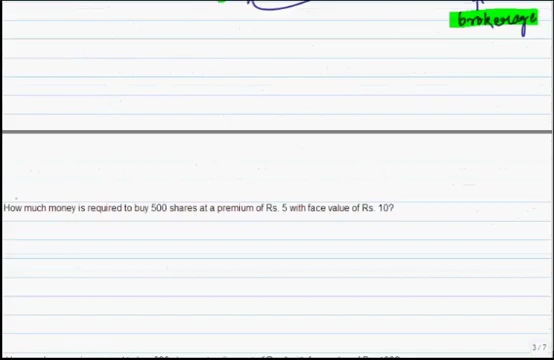 brokerage
How much money is required to buy 500 shares at a premium of Rs. 5 with face value of Rs. 10?
3 / 7